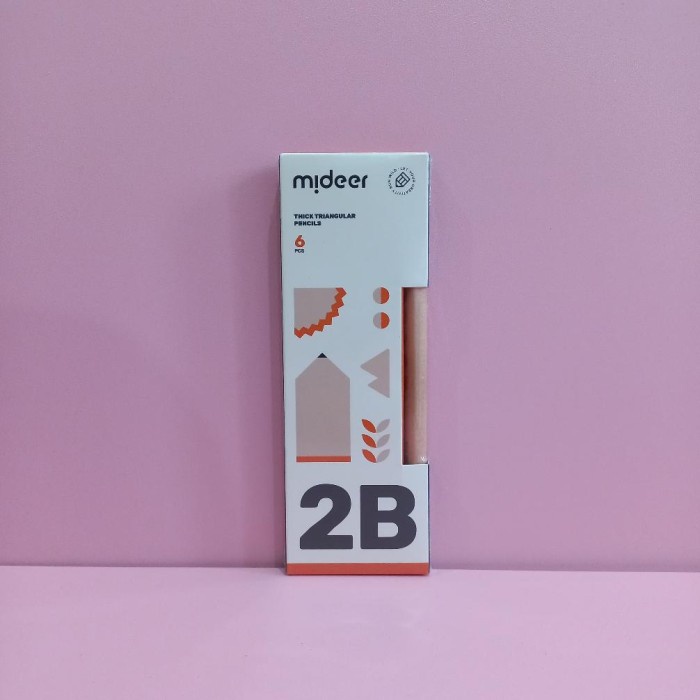 mideer
THICK TRIANGULAR
PENCILS
6
PCS
2B